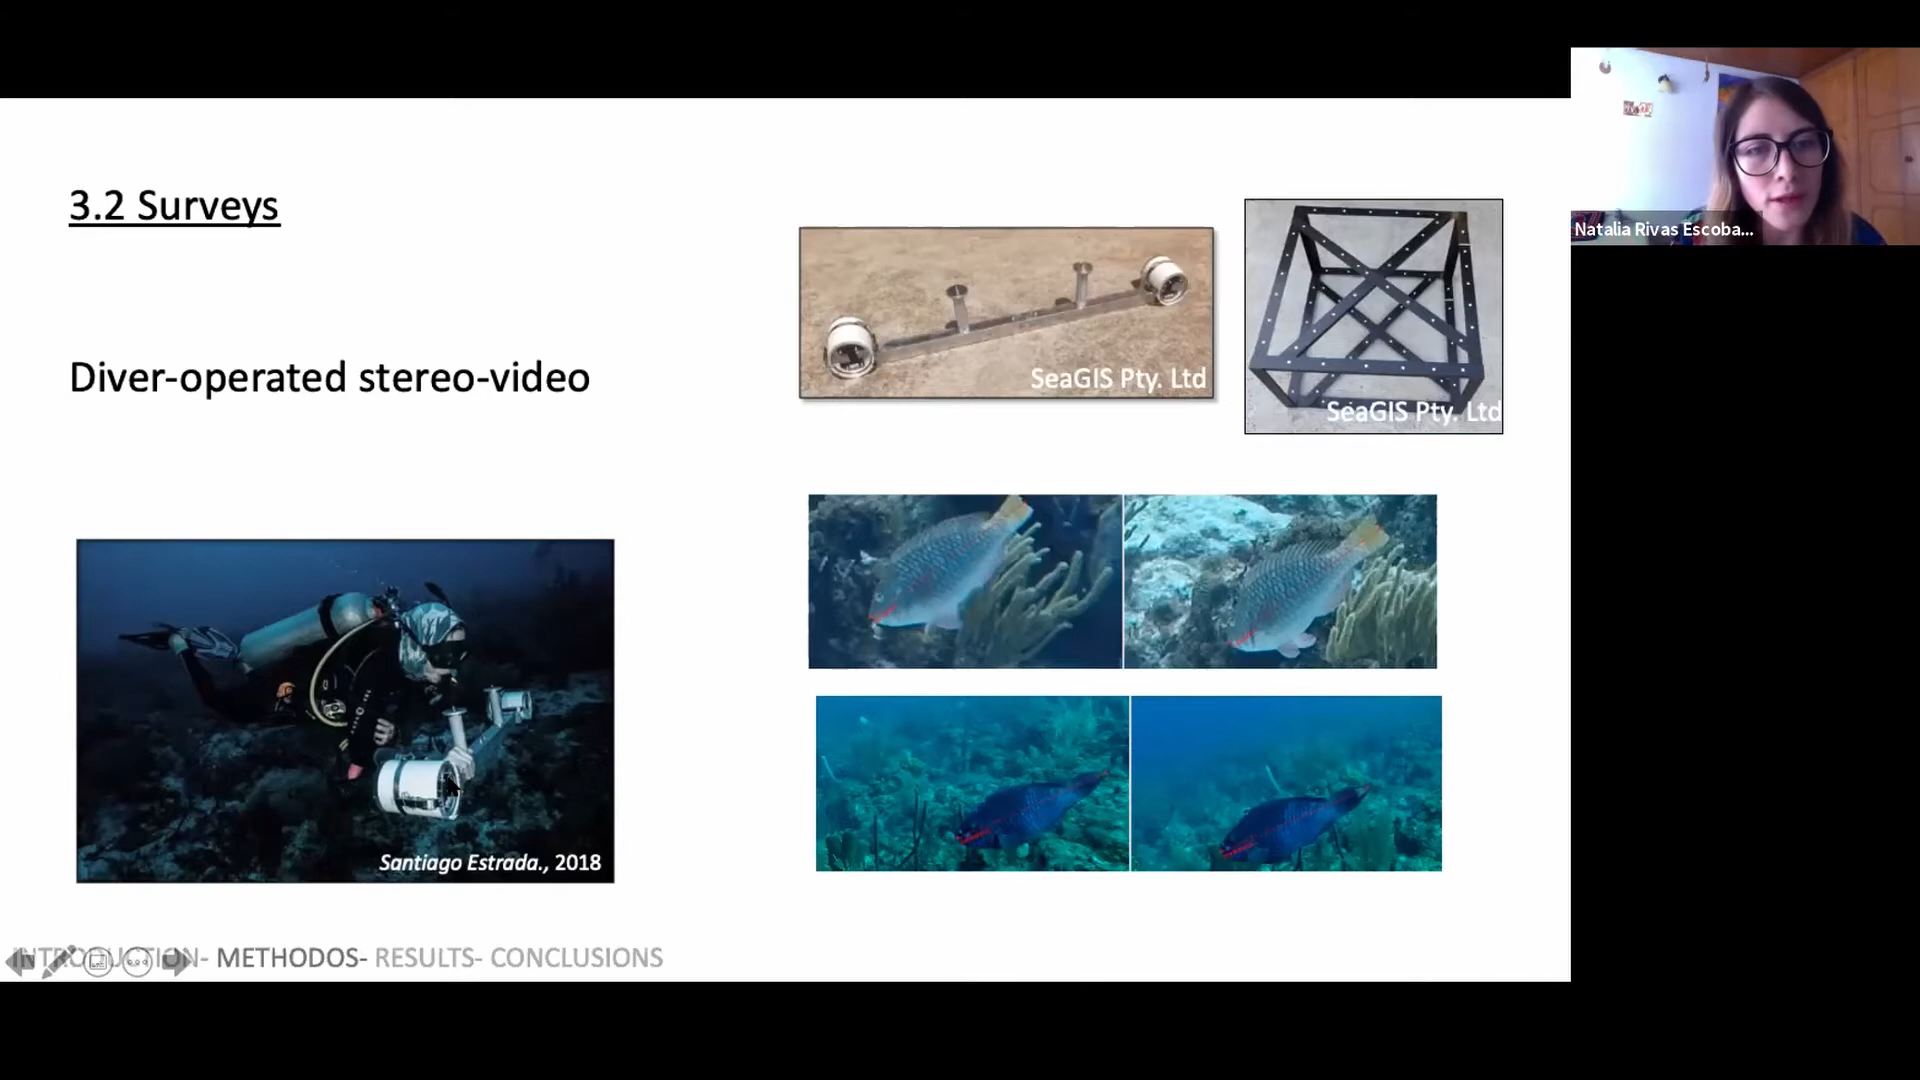 3.2 Surveys
Diver-operated stereo-video
SeaGIS Pty. Ltd
SeaGIS Pty. Ltd
Santiago Estrada., 2018
INTRODUCTION- METHODOS- RESULTS- CONCLUSIONS
Natalia Rivas Escoba...